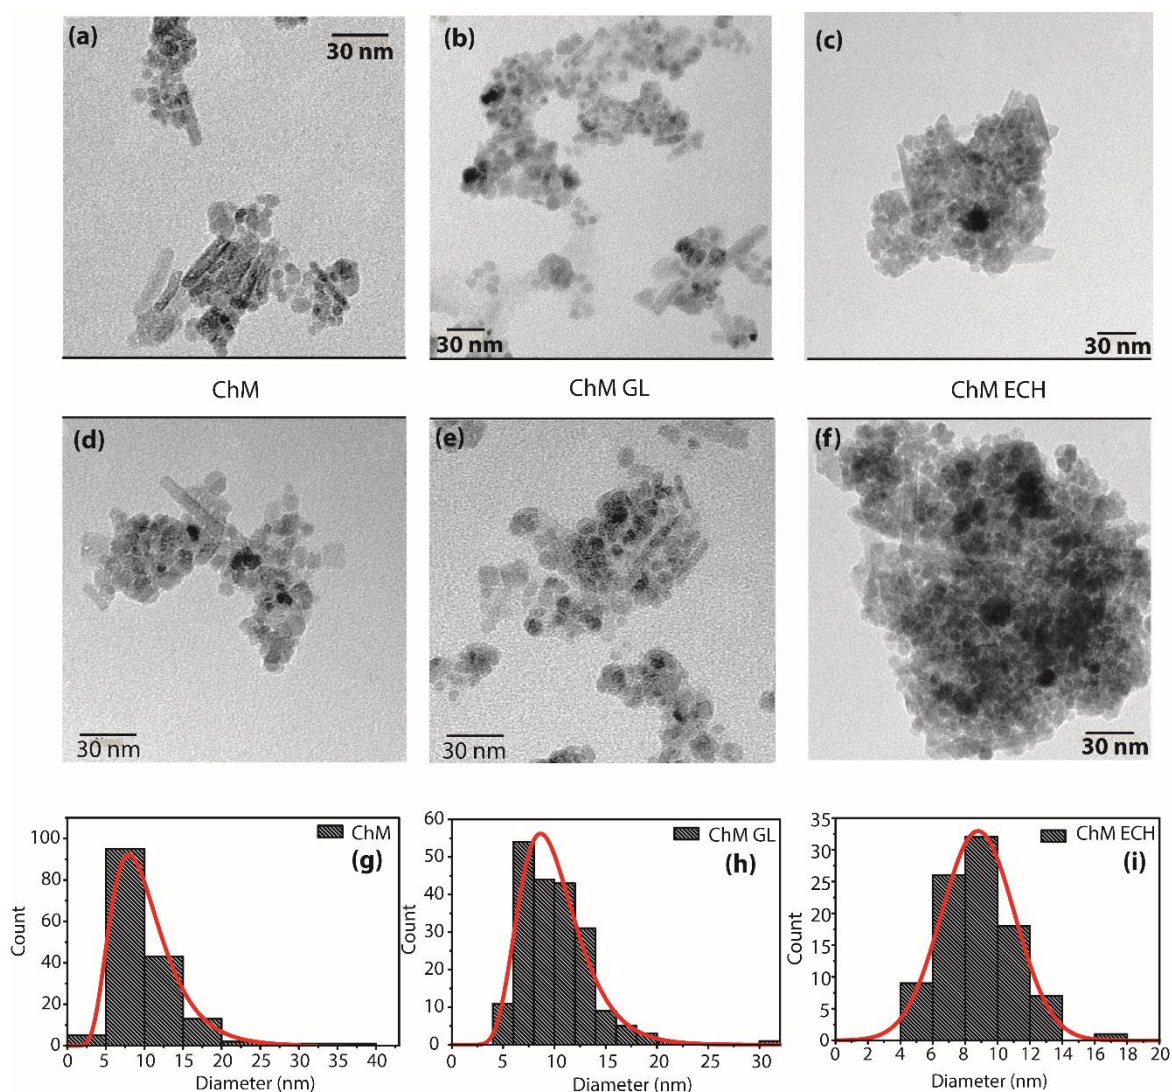 (a)
30 nm
(b)
30 nm
(c)
30 nm
ChM
ChM GL
ChM ECH
(d)
30 nm
(e)
30 nm
(f)
30 nm
100
80
60
40
20
0
Count
ChM
(g)
0 5 10 15 20 25 30 35 40
Diameter (nm)
60
50
40
30
20
10
0
Count
ChM GL
(h)
0 5 10 15 20 25 30
Diameter (nm)
35
30
25
20
15
10
5
0
Count
ChM ECH
(i)
0 2 4 6 8 10 12 14 16 18 20
Diameter (nm)